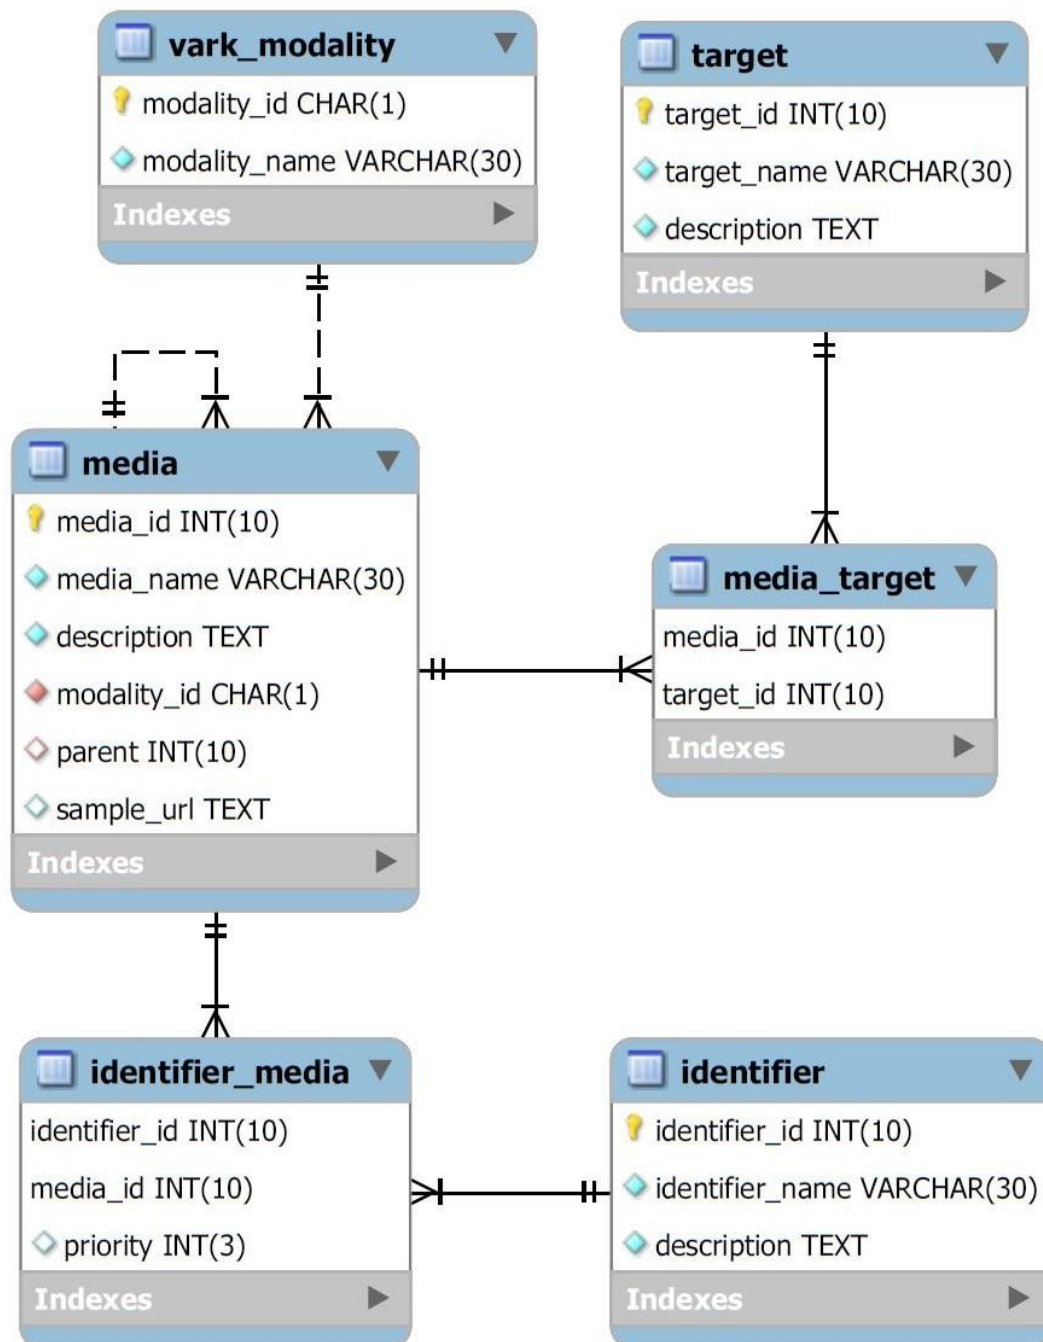 vark_modality
modality_id CHAR(1)
modality_name VARCHAR(30)
Indexes
target
target_id INT(10)
target_name VARCHAR(30)
description TEXT
Indexes
media
media_id INT(10)
media_name VARCHAR(30)
description TEXT
modality_id CHAR(1)
parent INT(10)
sample_url TEXT
Indexes
media_target
media_id INT(10)
target_id INT(10)
Indexes
identifier_media
identifier_id INT(10)
media_id INT(10)
priority INT(3)
Indexes
identifier
identifier_id INT(10)
identifier_name VARCHAR(30)
description TEXT
Indexes